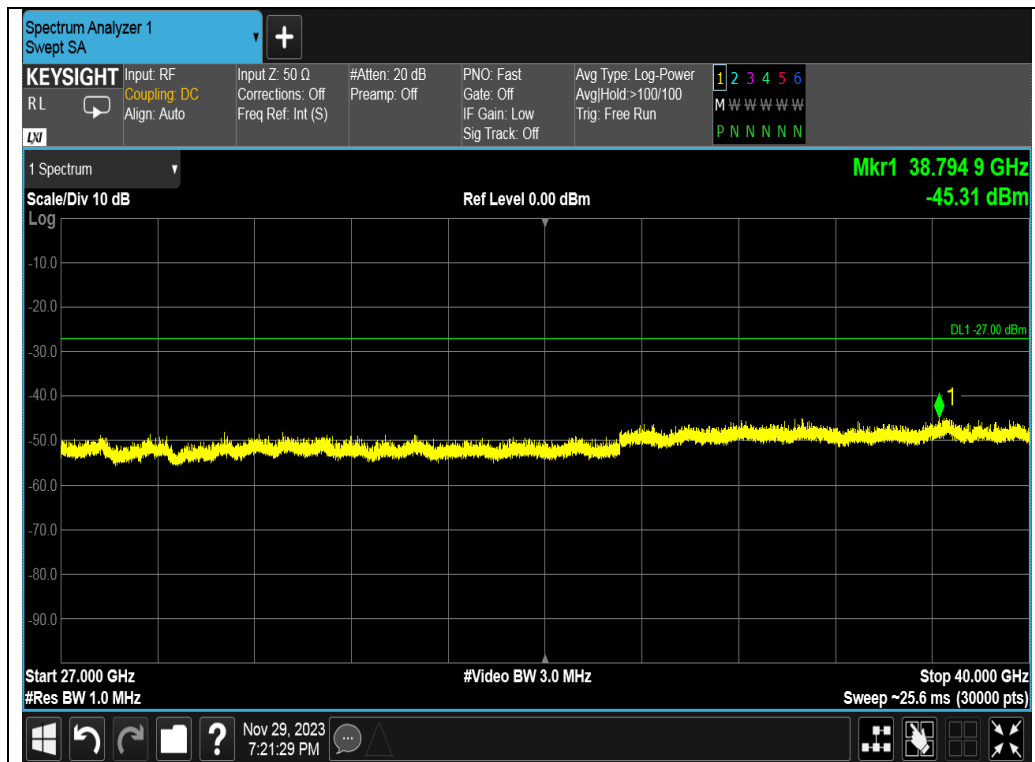 Spectrum Analyzer 1
Swept SA
+
KEYSIGHT
RL
LXI
Input: RF
Coupling: DC
Align: Auto
Input Z: 50 Ω
Corrections: Off
Freq Ref: Int (S)
#Atten: 20 dB
Preamp: Off
PNO: Fast
Gate: Off
IF Gain: Low
Sig Track: Off
Avg Type: Log-Power
Avg|Hold:>100/100
Trig: Free Run
1 2 3 4 5 6
M W W W W W
P N N N N N
1 Spectrum
Mkr1 38.794 9 GHz
-45.31 dBm
Scale/Div 10 dB
Ref Level 0.00 dBm
Log
-10.0
-20.0
DL1 -27.00 dBm
-30.0
-40.0
1
-50.0
-60.0
-70.0
-80.0
-90.0
Start 27.000 GHz
#Video BW 3.0 MHz
Stop 40.000 GHz
#Res BW 1.0 MHz
Sweep ~25.6 ms (30000 pts)
?
Nov 29, 2023
7:21:29 PM